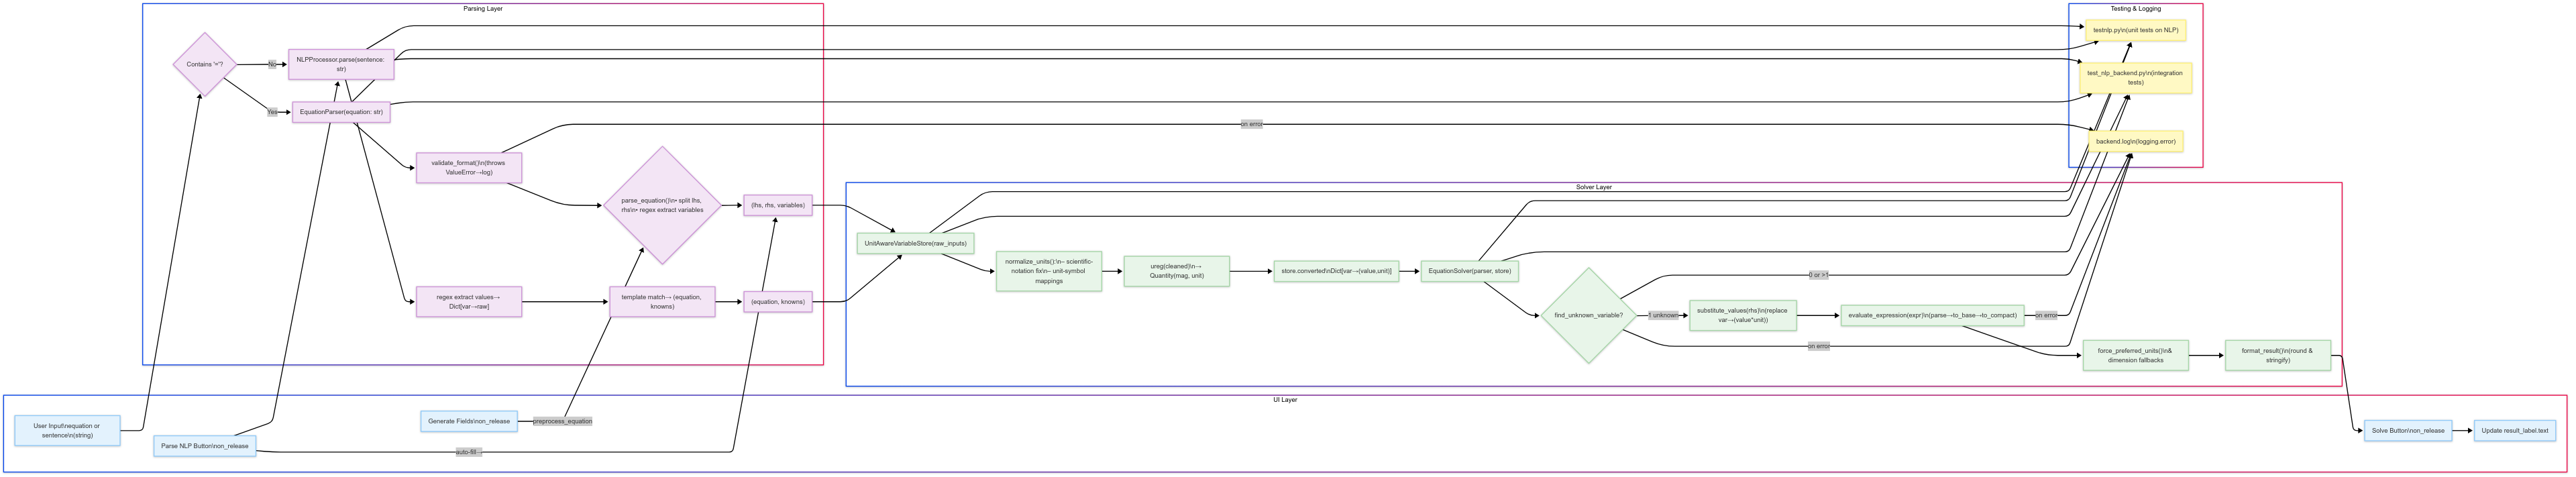 Parsing Layer
Contains '='?
No
Yes
NLPProcessor.parse(sentence:
str)
EquationParser(equation: str)
validate_format()\n(throws
ValueError→log)
parse_equation()\n• split lhs,
rhs\n• regex extract variables
(lhs, rhs, variables)
regex extract values→
Dict[var→raw]
template match→ (equation,
knowns)
(equation, knowns)
on error
Testing & Logging
testnlp.py\n(unit tests on NLP)
test_nlp_backend.py\n(integration
tests)
backend.log\n(logging.error)
Solver Layer
UnitAwareVariableStore(raw_inputs)
normalize_units():\n– scientific-
notation fix\n– unit-symbol
mappings
ureg(cleaned)\n→
Quantity(mag, unit)
store.converted\nDict[var→(value,unit)]
EquationSolver(parser, store)
find_unknown_variable?
0 or >1
1 unknown
on error
substitute_values(rhs)\n(replace
var→(value*unit))
evaluate_expression(expr)\n(parse→to_base→to_compact)
on error
force_preferred_units()\n&
dimension fallbacks
format_result()\n(round &
stringify)
UI Layer
User Input\nequation or
sentence\n(string)
Parse NLP Button\non_release
Generate Fields\non_release
preprocess_equation
auto-fill→
Solve Button\non_release
Update result_label.text